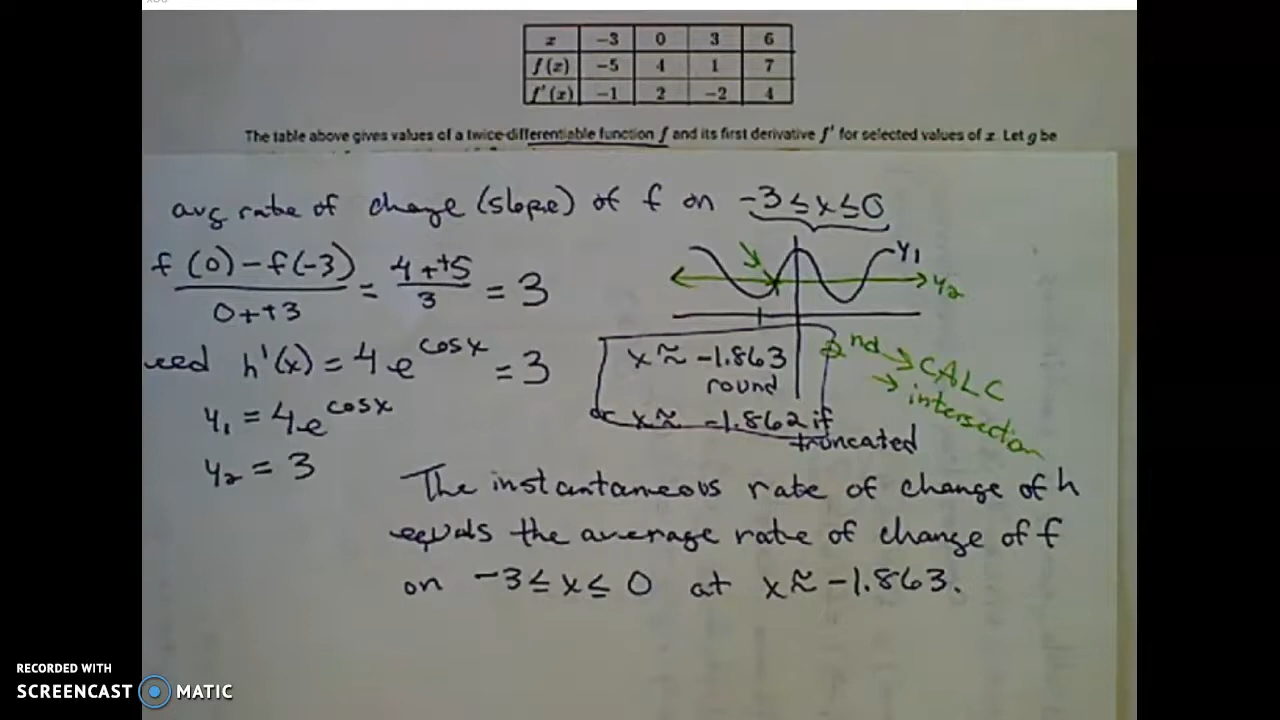 x −3 0 3 6
f(x) −5 4 1 7
f'(x) −1 2 −2 4
The table above gives values of a twice-differentiable function f and its first derivative f' for selected values of x. Let g be
avg rate of change (slope) of f on -3≤x≤0
f(0)-f(-3) / 0++3 = 4++5 / 3 = 3
need h'(x) = 4e^cosx = 3
y₁ = 4e^cosx
y₂ = 3
y₁
y₂
x ≈ -1.863
round
or x ≈ -1.862 if
truncated
2nd → CALC
→ intersection
The instantaneous rate of change of h
equals the average rate of change of f
on -3≤x≤0 at x ≈ -1.863.
RECORDED WITH
SCREENCAST MATIC